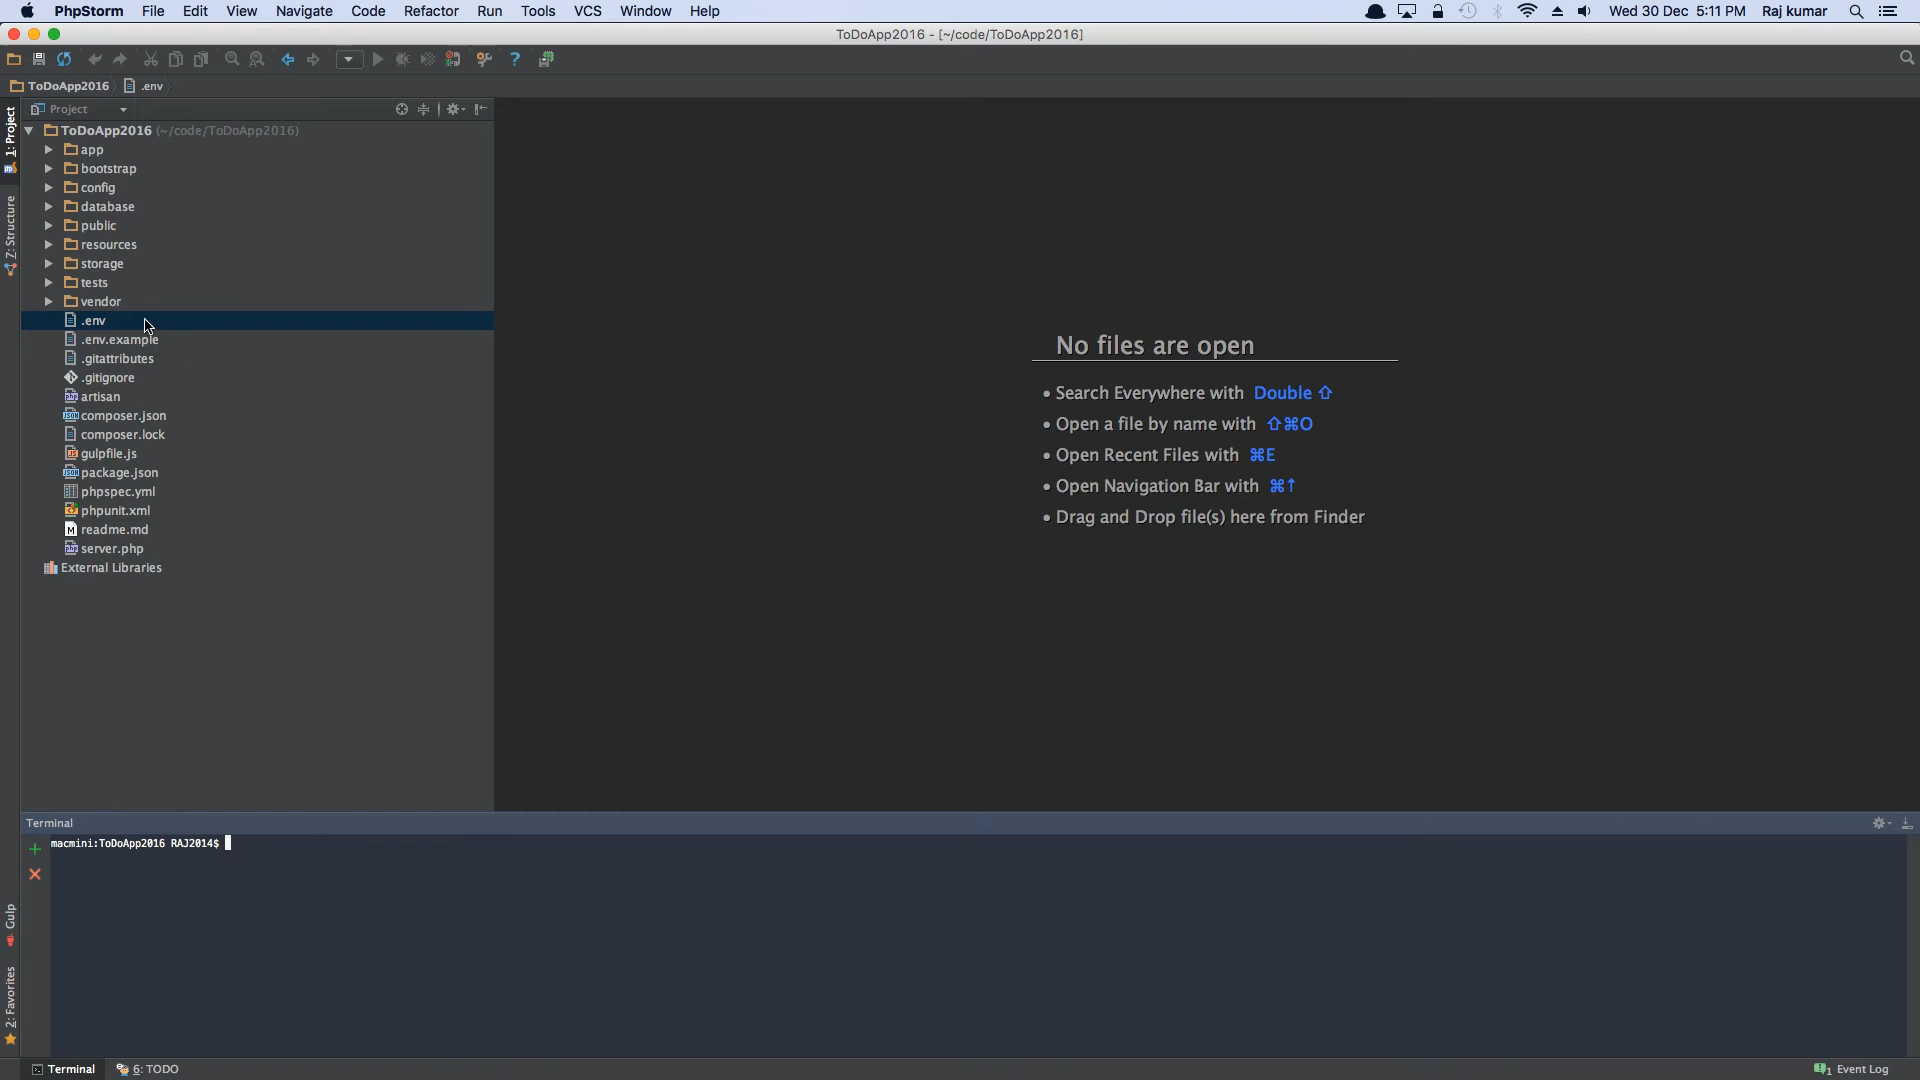 PhpStorm File Edit View Navigate Code Refactor Run Tools VCS Window Help Wed 30 Dec 5:11 PM Raj kumar
ToDoApp2016 - [~/code/ToDoApp2016]
ToDoApp2016 .env
Project
1: Project
Z: Structure
ToDoApp2016 (~/code/ToDoApp2016)
app
bootstrap
config
database
public
resources
storage
tests
vendor
.env
.env.example
.gitattributes
.gitignore
artisan
composer.json
composer.lock
gulpfile.js
package.json
phpspec.yml
phpunit.xml
readme.md
server.php
External Libraries
No files are open
• Search Everywhere with Double ⇧
• Open a file by name with ⇧⌘O
• Open Recent Files with ⌘E
• Open Navigation Bar with ⌘↑
• Drag and Drop file(s) here from Finder
Terminal
macmini:ToDoApp2016 RAJ2014$
Gulp
2: Favorites
Terminal 6: TODO 1 Event Log